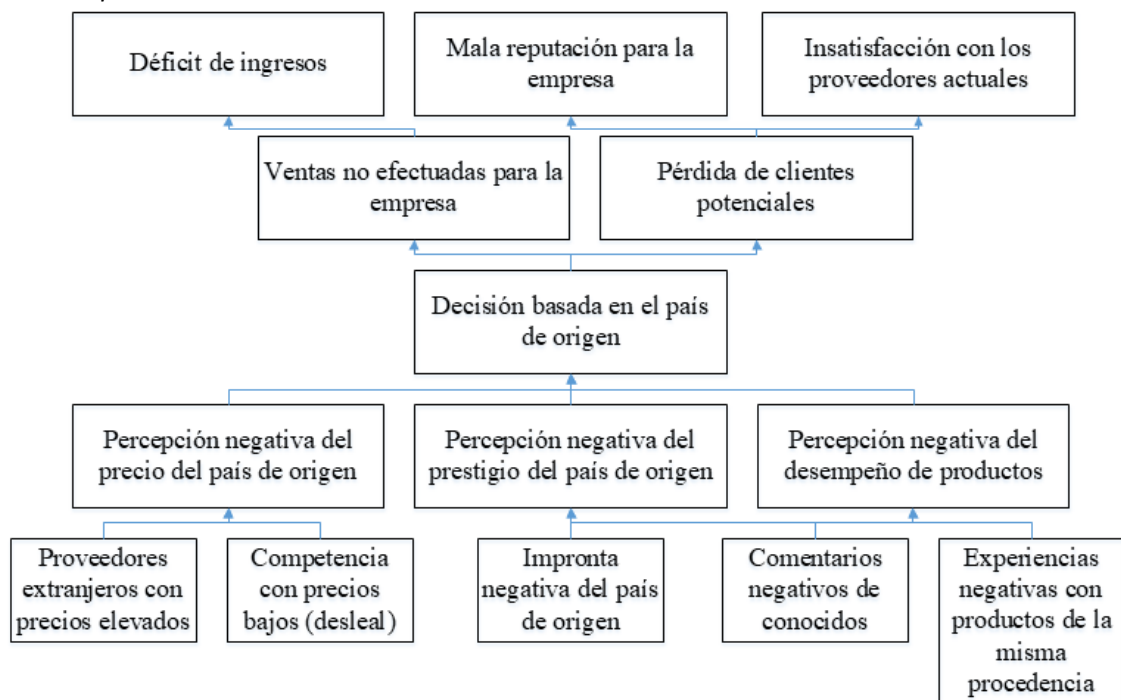 Déficit de ingresos
Mala reputación para la
empresa
Insatisfacción con los
proveedores actuales
Ventas no efectuadas para la
empresa
Pérdida de clientes
potenciales
Decisión basada en el país
de origen
Percepción negativa del
precio del país de origen
Percepción negativa del
prestigio del país de origen
Percepción negativa del
desempeño de productos
Proveedores
extranjeros con
precios elevados
Competencia
con precios
bajos (desleal)
Impronta
negativa del país
de origen
Comentarios
negativos de
conocidos
Experiencias
negativas con
productos de la
misma
procedencia